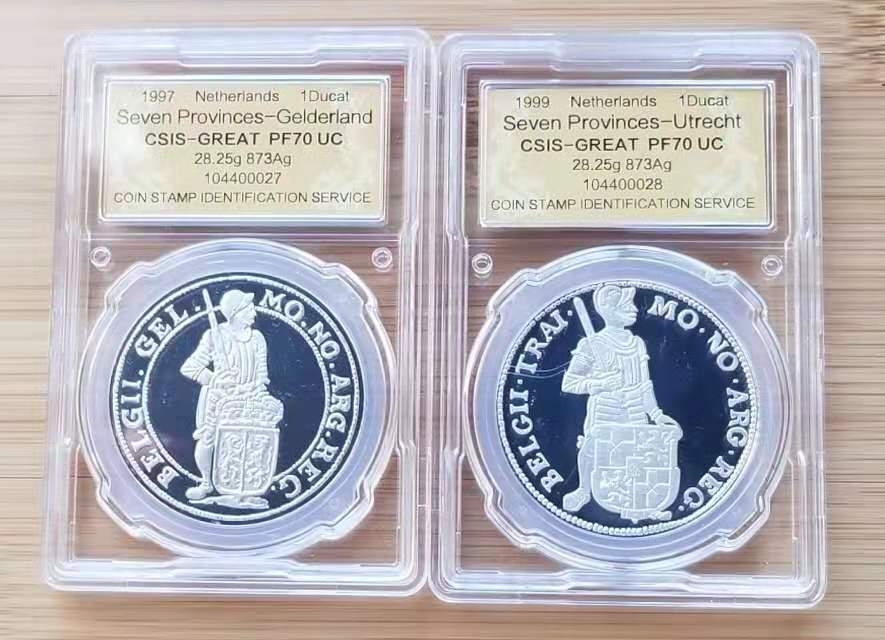 1997 Netherlands 1Ducat
Seven Provinces-Gelderland
CSIS-GREAT PF70 UC
28.25g 873Ag
104400027
COIN STAMP IDENTIFICATION SERVICE
MO. NO. ARG. REG.
BELGII. GEL.
1999 Netherlands 1Ducat
Seven Provinces-Utrecht
CSIS-GREAT PF70 UC
28.25g 873Ag
104400028
COIN STAMP IDENTIFICATION SERVICE
MO· NO· ARG· REG·
BELGII· TRAI·